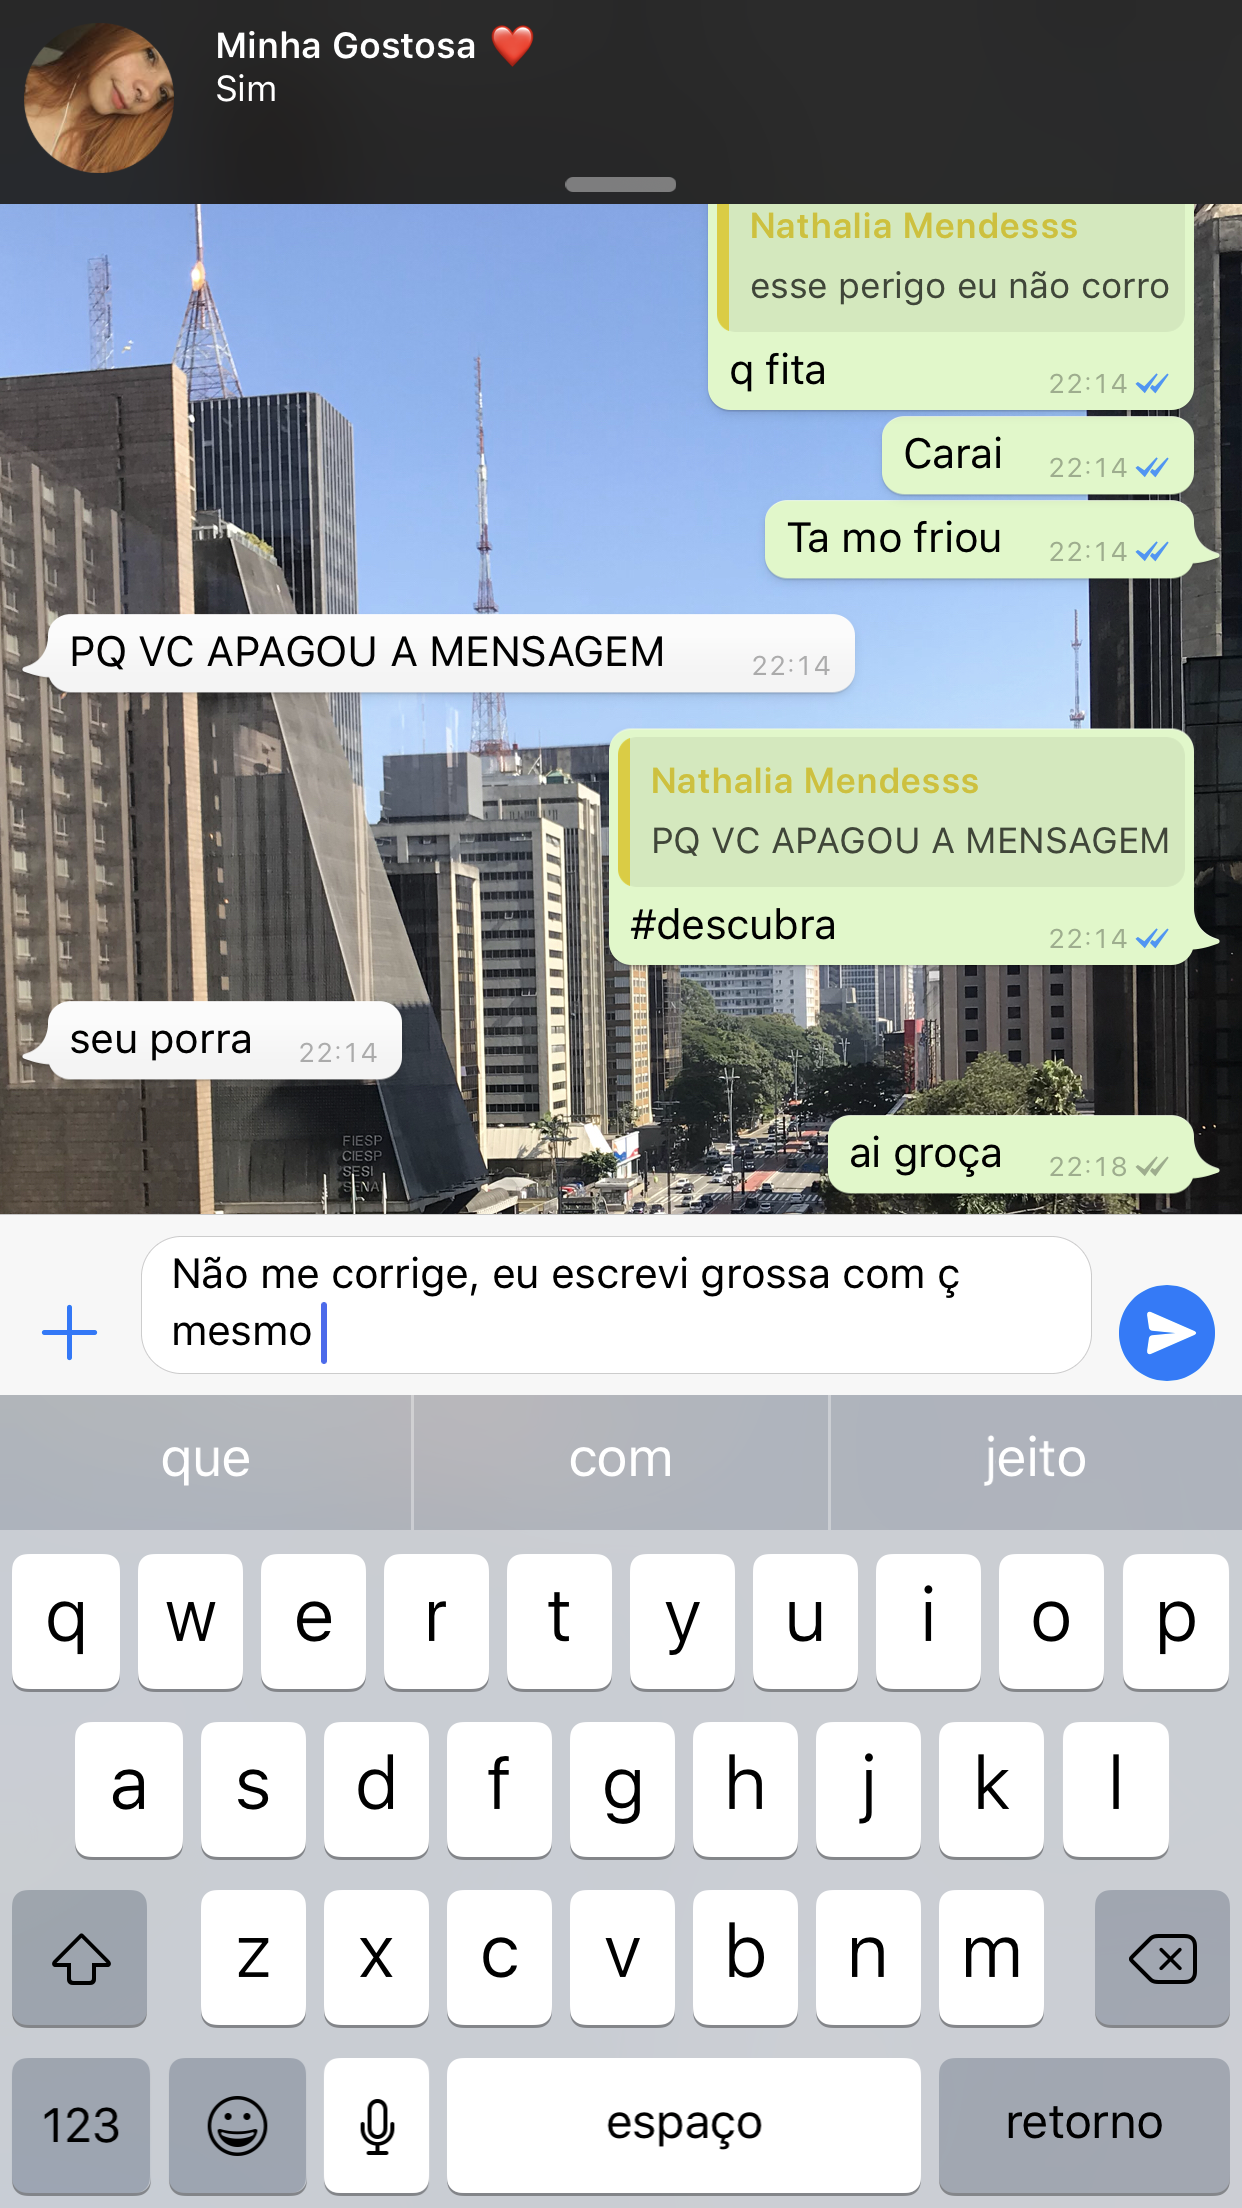 Minha Gostosa ❤️
Sim
Nathalia Mendesss
esse perigo eu não corro
q fita 22:14
Carai 22:14
Ta mo friou 22:14
PQ VC APAGOU A MENSAGEM 22:14
Nathalia Mendesss
PQ VC APAGOU A MENSAGEM
#descubra 22:14
seu porra 22:14
FIESP
CIESP
SESI
SENAI
ai groça 22:18
Não me corrige, eu escrevi grossa com ç
mesmo
que com jeito
q w e r t y u i o p
a s d f g h j k l
z x c v b n m
123 espaço retorno